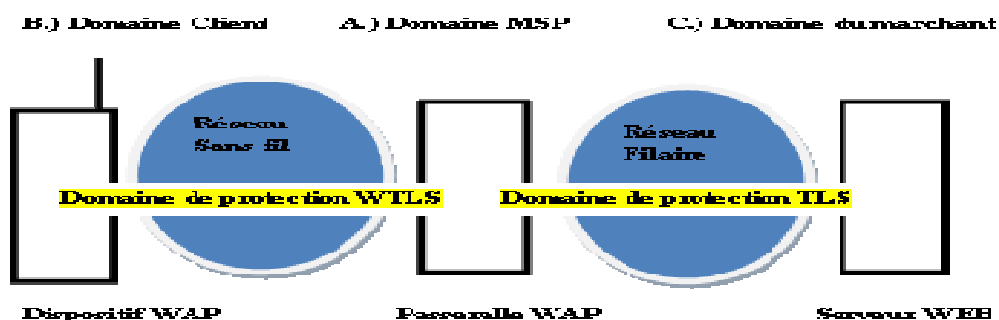 B.) Domaine Client A.) Domaine MSP C.) Domaine du marchant
Réseau
Sans fil
Réseau
Filaire
Domaine de protection WTLS Domaine de protection TLS
Dispositif WAP Passeralle WAP Serveur WEB